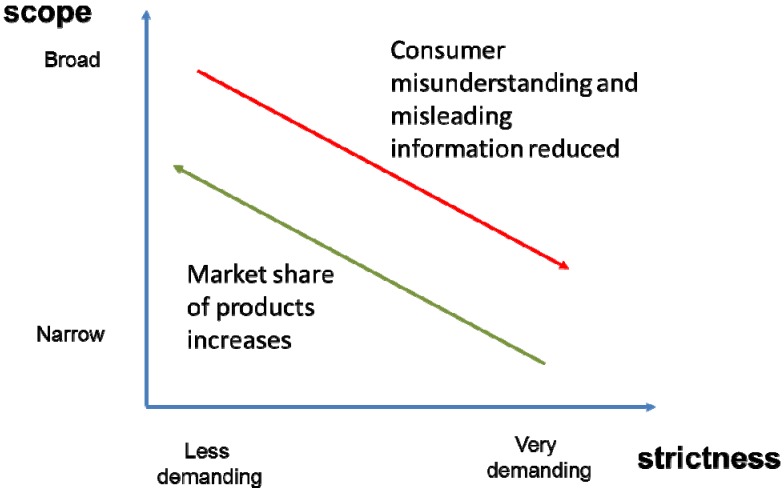 scope
Broad
Consumer
misunderstanding and
misleading
information reduced
Market share
of products
increases
Narrow
Less
demanding
Very
demanding
strictness